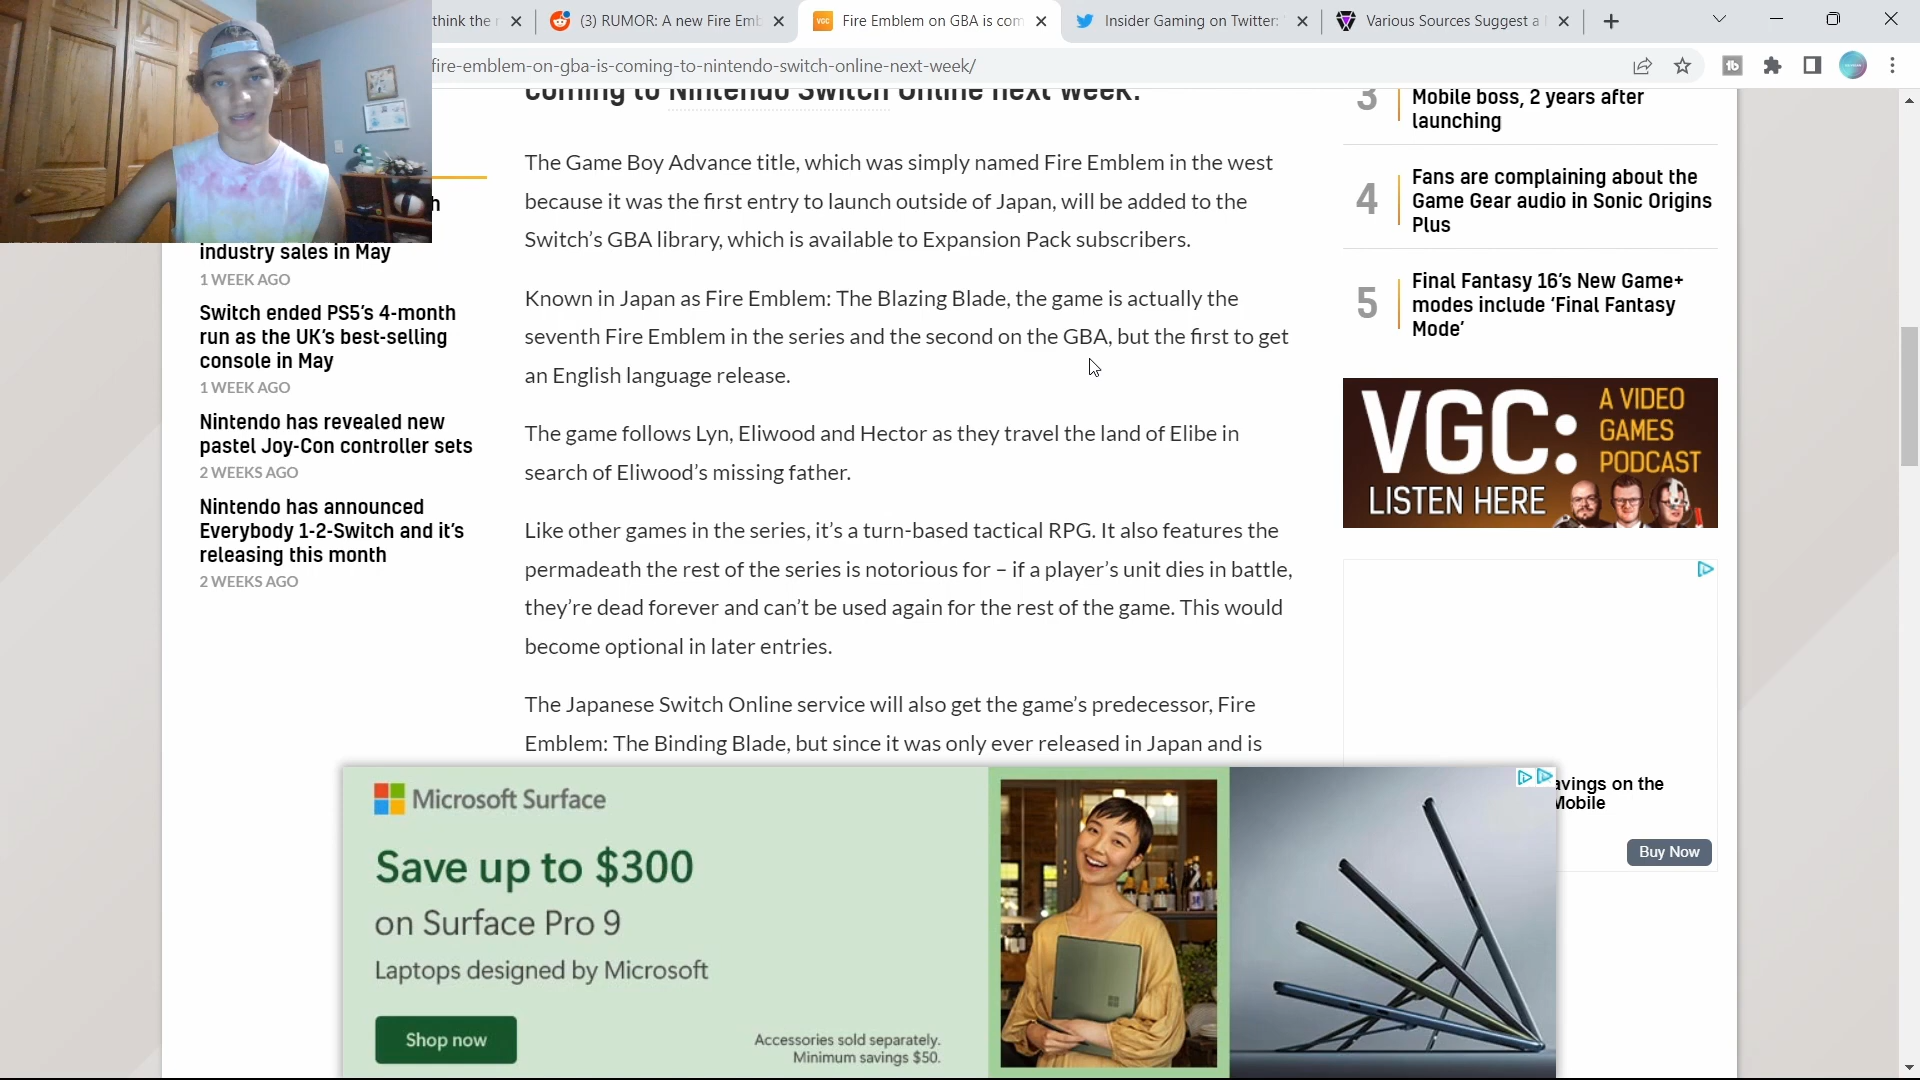 think the
(3) RUMOR: A new Fire Emb
Fire Emblem on GBA is com
Insider Gaming on Twitter:
Various Sources Suggest a
fire-emblem-on-gba-is-coming-to-nintendo-switch-online-next-week/
coming to Nintendo Switch Online next week.
The Game Boy Advance title, which was simply named Fire Emblem in the west
because it was the first entry to launch outside of Japan, will be added to the
Switch’s GBA library, which is available to Expansion Pack subscribers.
Known in Japan as Fire Emblem: The Blazing Blade, the game is actually the
seventh Fire Emblem in the series and the second on the GBA, but the first to get
an English language release.
The game follows Lyn, Eliwood and Hector as they travel the land of Elibe in
search of Eliwood’s missing father.
Like other games in the series, it’s a turn-based tactical RPG. It also features the
permadeath the rest of the series is notorious for – if a player’s unit dies in battle,
they’re dead forever and can’t be used again for the rest of the game. This would
become optional in later entries.
The Japanese Switch Online service will also get the game’s predecessor, Fire
Emblem: The Binding Blade, but since it was only ever released in Japan and is
industry sales in May
1 WEEK AGO
Switch ended PS5’s 4-month
run as the UK’s best-selling
console in May
1 WEEK AGO
Nintendo has revealed new
pastel Joy-Con controller sets
2 WEEKS AGO
Nintendo has announced
Everybody 1-2-Switch and it’s
releasing this month
2 WEEKS AGO
3
Mobile boss, 2 years after
launching
4
Fans are complaining about the
Game Gear audio in Sonic Origins
Plus
5
Final Fantasy 16’s New Game+
modes include ‘Final Fantasy
Mode’
VGC:
A VIDEO
GAMES
PODCAST
LISTEN HERE
avings on the
Mobile
Buy Now
Microsoft Surface
Save up to $300
on Surface Pro 9
Laptops designed by Microsoft
Shop now
Accessories sold separately.
Minimum savings $50.